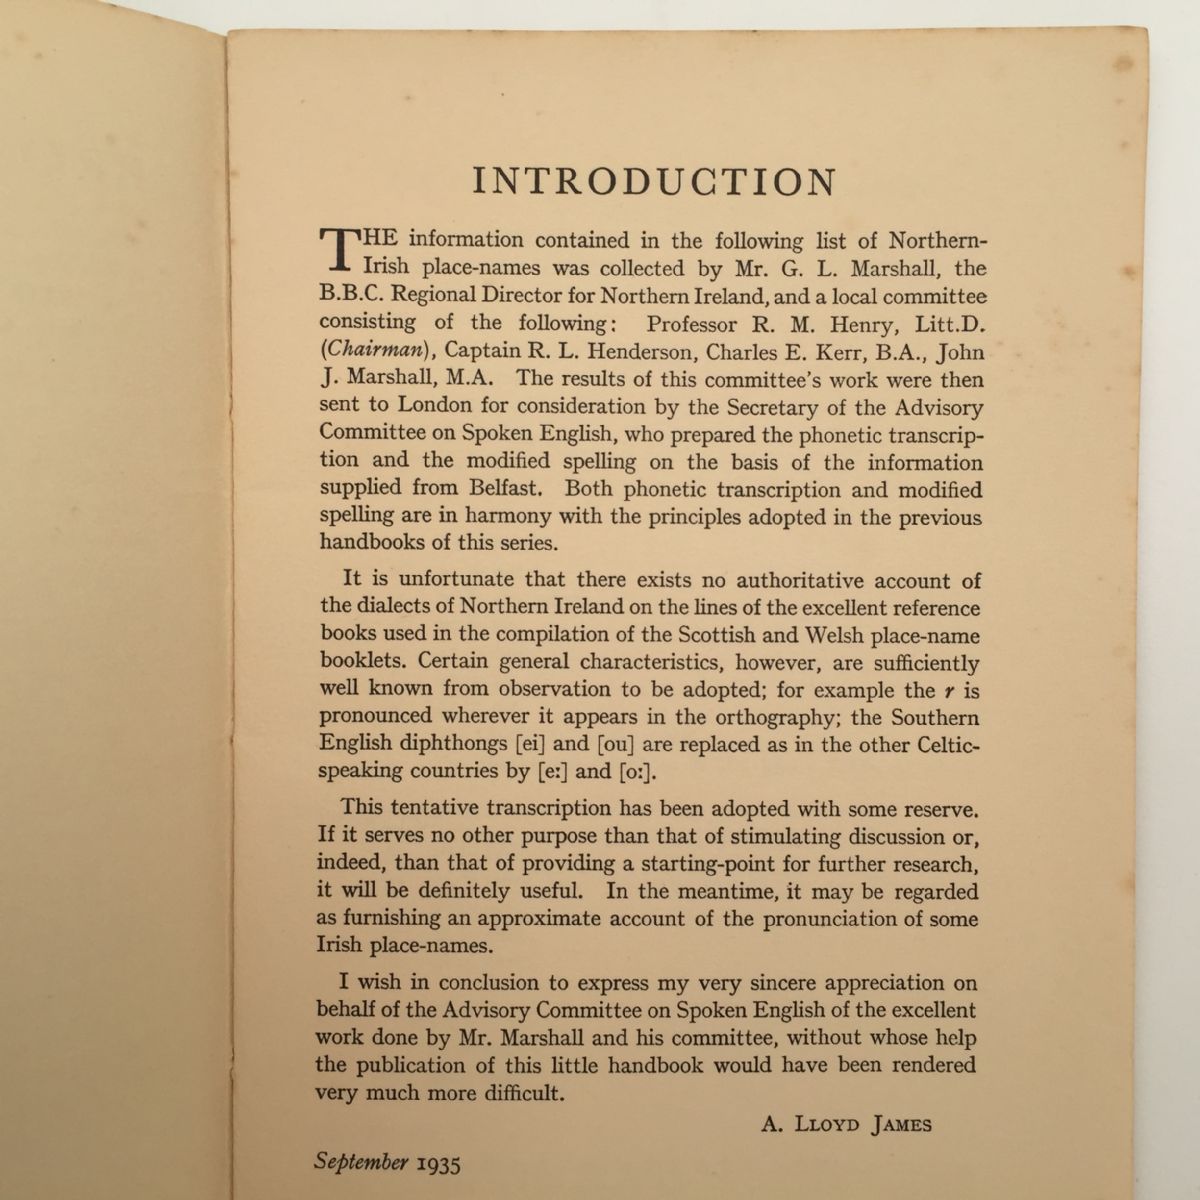 INTRODUCTION
THE information contained in the following list of Northern-
Irish place-names was collected by Mr. G. L. Marshall, the
B.B.C. Regional Director for Northern Ireland, and a local committee
consisting of the following: Professor R. M. Henry, Litt.D.
(Chairman), Captain R. L. Henderson, Charles E. Kerr, B.A., John
J. Marshall, M.A. The results of this committee's work were then
sent to London for consideration by the Secretary of the Advisory
Committee on Spoken English, who prepared the phonetic transcrip-
tion and the modified spelling on the basis of the information
supplied from Belfast. Both phonetic transcription and modified
spelling are in harmony with the principles adopted in the previous
handbooks of this series.
It is unfortunate that there exists no authoritative account of
the dialects of Northern Ireland on the lines of the excellent reference
books used in the compilation of the Scottish and Welsh place-name
booklets. Certain general characteristics, however, are sufficiently
well known from observation to be adopted; for example the r is
pronounced wherever it appears in the orthography; the Southern
English diphthongs [ei] and [ou] are replaced as in the other Celtic-
speaking countries by [e:] and [o:].
This tentative transcription has been adopted with some reserve.
If it serves no other purpose than that of stimulating discussion or,
indeed, than that of providing a starting-point for further research,
it will be definitely useful. In the meantime, it may be regarded
as furnishing an approximate account of the pronunciation of some
Irish place-names.
I wish in conclusion to express my very sincere appreciation on
behalf of the Advisory Committee on Spoken English of the excellent
work done by Mr. Marshall and his committee, without whose help
the publication of this little handbook would have been rendered
very much more difficult.
A. LLOYD JAMES
September 1935